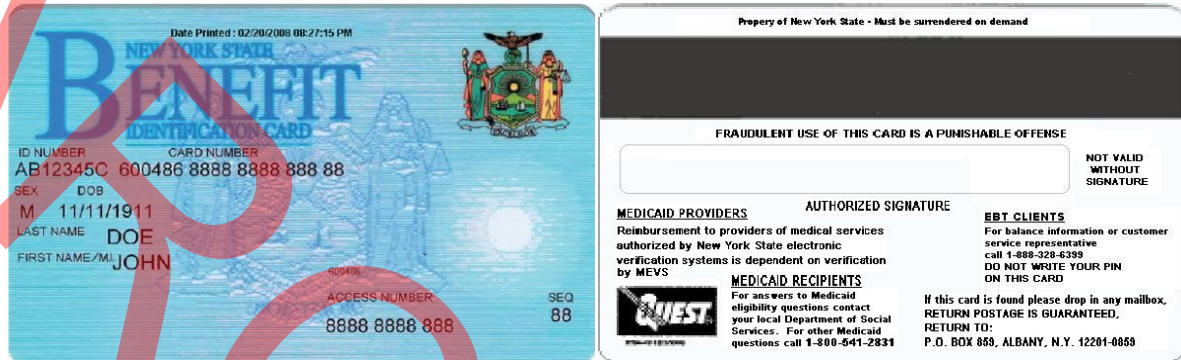 Date Printed : 02/20/2008 08:27:15 PM
NEW YORK STATE
BENEFIT
IDENTIFICATION CARD
ID NUMBER CARD NUMBER
AB12345C 600486 8888 8888 888 88
SEX DOB
M 11/11/1911
LAST NAME DOE
FIRST NAME/M.I. JOHN
600486
ACCESS NUMBER SEQ
8888 8888 888 88
Propery of New York State - Must be surrendered on demand
FRAUDULENT USE OF THIS CARD IS A PUNISHABLE OFFENSE
NOT VALID
WITHOUT
SIGNATURE
AUTHORIZED SIGNATURE
MEDICAID PROVIDERS
Reimbursement to providers of medical services
authorized by New York State electronic
verification systems is dependent on verification
by MEVS
QUEST
MEDICAID RECIPIENTS
For answers to Medicaid
eligibility questions contact
your local Department of Social
Services. For other Medicaid
questions call 1-800-541-2831
EBT CLIENTS
For balance information or customer
service representative
call 1-888-328-6399
DO NOT WRITE YOUR PIN
ON THIS CARD
If this card is found please drop in any mailbox,
RETURN POSTAGE IS GUARANTEED,
RETURN TO:
P.O. BOX 859, ALBANY, N.Y. 12201-0859